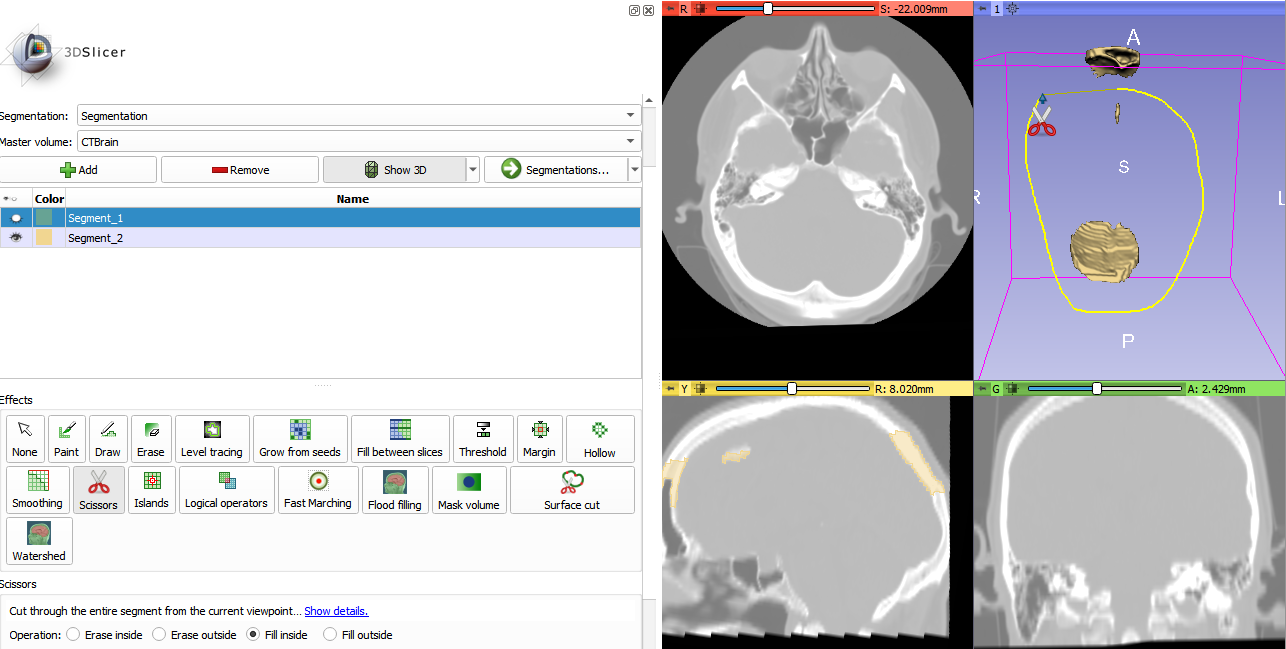 3DSlicer
Segmentation: Segmentation
Master volume: CTBrain
Add Remove Show 3D Segmentations...
Color Name
Segment_1
Segment_2
Effects
None Paint Draw Erase Level tracing Grow from seeds Fill between slices Threshold Margin Hollow
Smoothing Scissors Islands Logical operators Fast Marching Flood filling Mask volume Surface cut
Watershed
Scissors
Cut through the entire segment from the current viewpoint... Show details.
Operation: Erase inside Erase outside Fill inside Fill outside
R S: -22.009mm
1
A
S
R L
P
Y R: 8.020mm
G A: 2.429mm